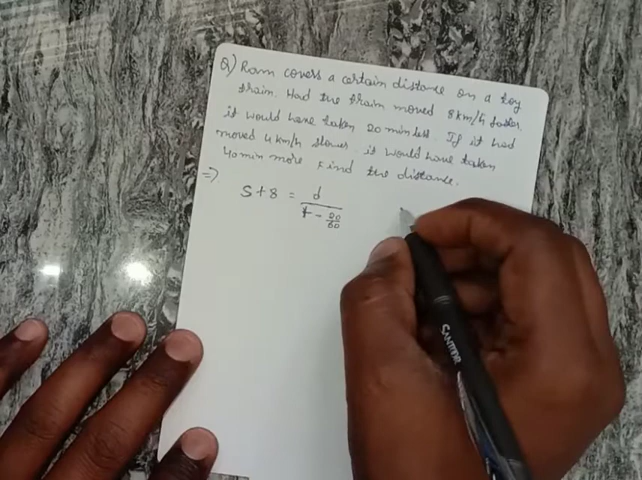 Q) Ram covers a certain distance on a toy
train. Had the train moved 8km/h faster,
it would have taken 20 min less. If it had
moved 4 km/h slower, it would have taken
40 min more. Find the distance.
=>
S + 8 = d / (t - 20/60)